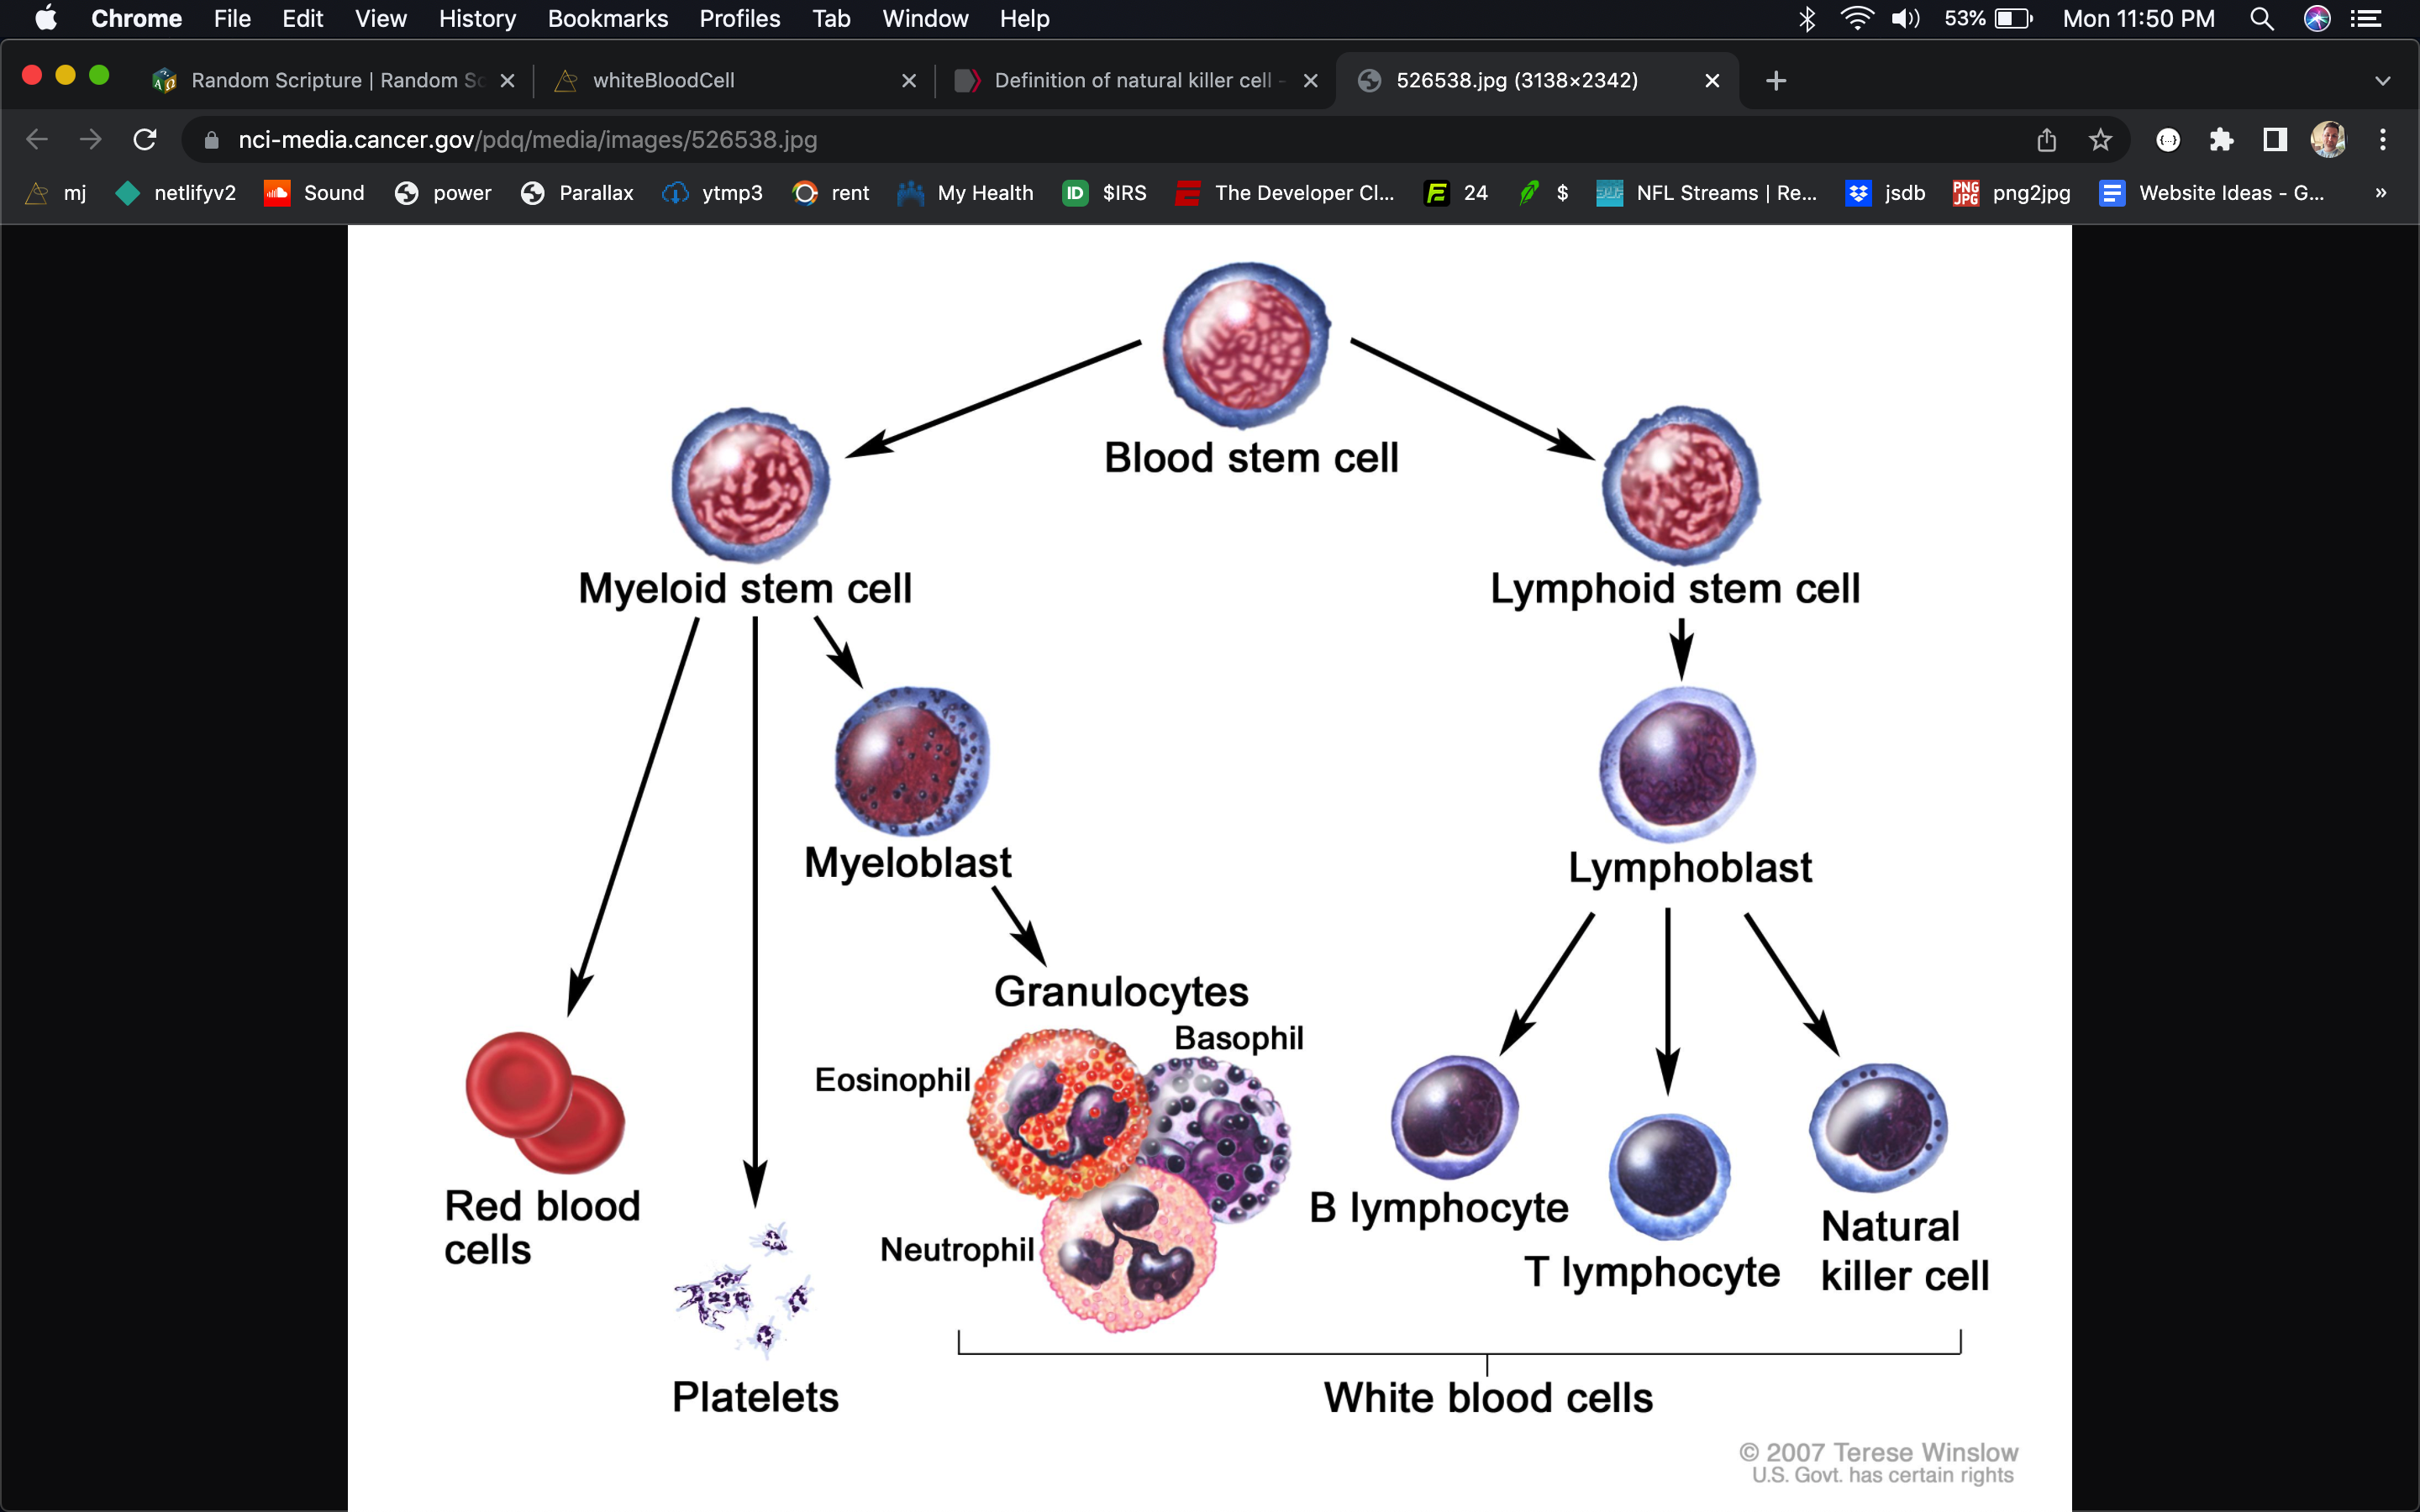 Chrome File Edit View History Bookmarks Profiles Tab Window Help 53% Mon 11:50 PM
Random Scripture | Random Sc whiteBloodCell Definition of natural killer cell - 526538.jpg (3138×2342)
nci-media.cancer.gov/pdq/media/images/526538.jpg
mj netlifyv2 Sound power Parallax ytmp3 rent My Health ID $IRS The Developer Cl... 24 $ NFL Streams | Re... jsdb PNG JPG png2jpg Website Ideas - G... »
Blood stem cell
Myeloid stem cell
Lymphoid stem cell
Myeloblast
Lymphoblast
Granulocytes
Basophil
Eosinophil
Neutrophil
Red blood
cells
B lymphocyte
T lymphocyte
Natural
killer cell
Platelets
White blood cells
© 2007 Terese Winslow
U.S. Govt. has certain rights